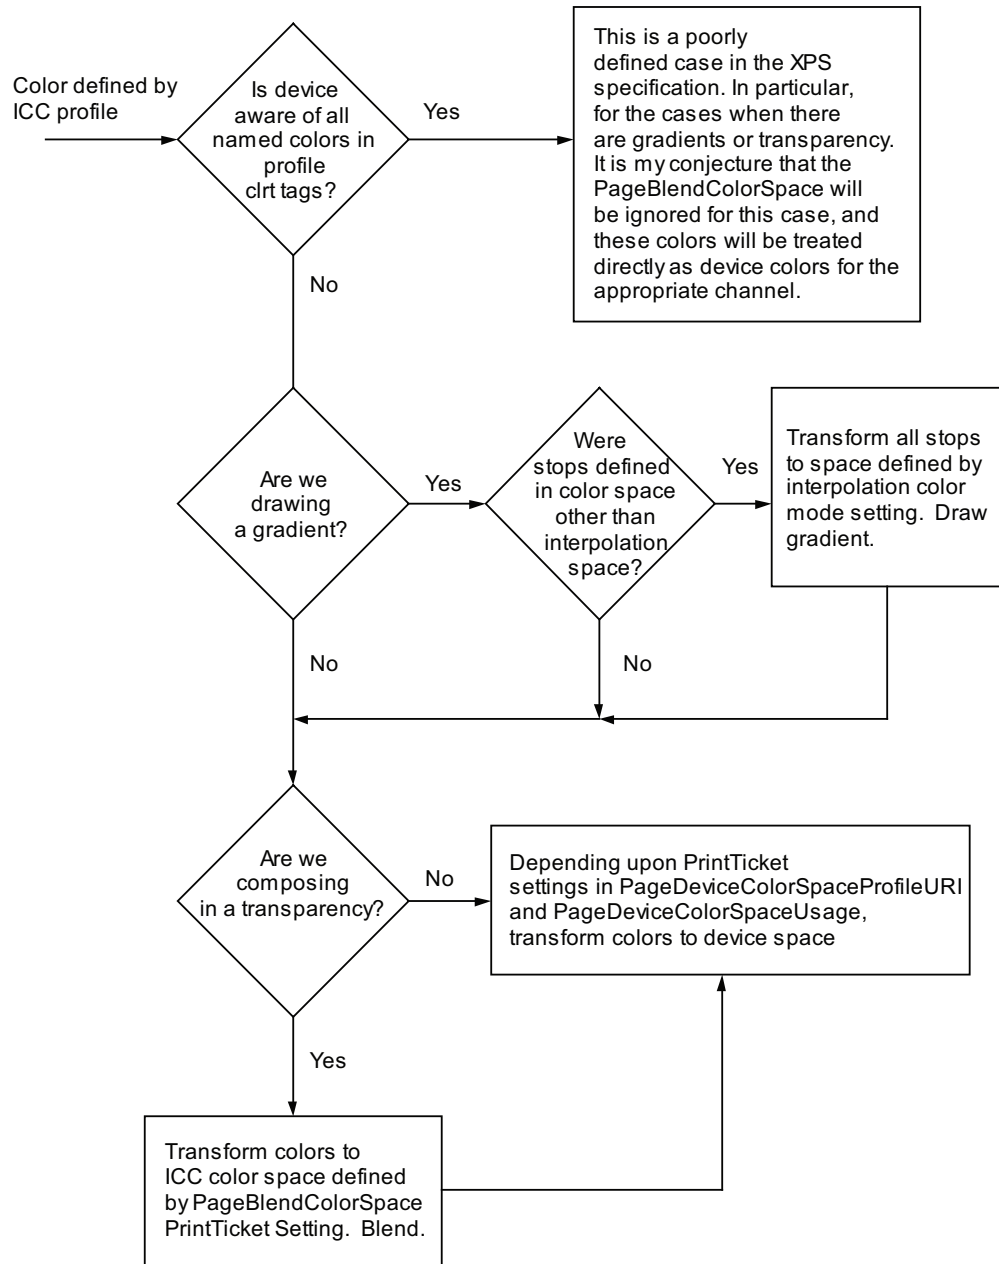 Color defined by
ICC profile
Is device
aware of all
named colors in
profile
clrt tags?
Yes
This is a poorly
defined case in the XPS
specification. In particular,
for the cases when there
are gradients or transparency.
It is my conjecture that the
PageBlendColorSpace will
be ignored for this case, and
these colors will be treated
directly as device colors for the
appropriate channel.
No
Are we
drawing
a gradient?
Yes
Were
stops defined
in color space
other than
interpolation
space?
Yes
Transform all stops
to space defined by
interpolation color
mode setting. Draw
gradient.
No
No
Are we
composing
in a transparency?
No
Depending upon PrintTicket
settings in PageDeviceColorSpaceProfileURI
and PageDeviceColorSpaceUsage,
transform colors to device space
Yes
Transform colors to
ICC color space defined
by PageBlendColorSpace
PrintTicket Setting. Blend.